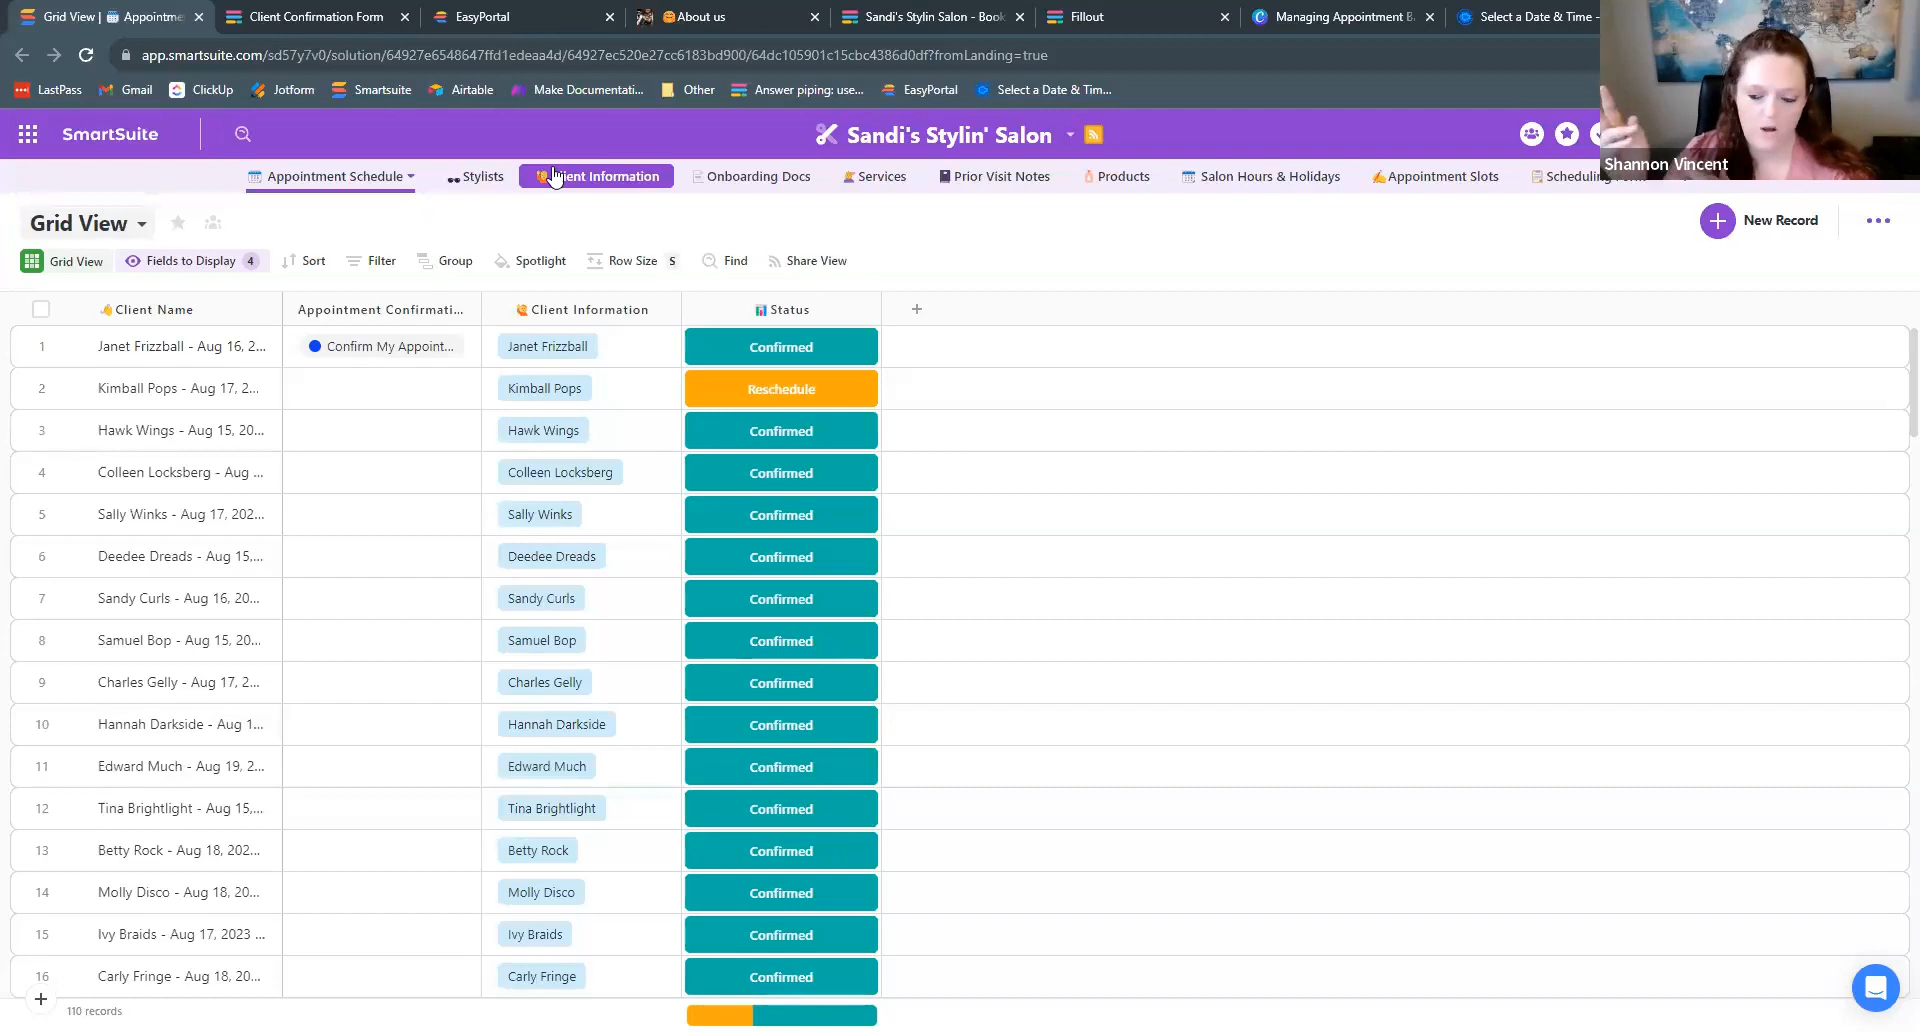 Grid View | Appointme
Client Confirmation Form
EasyPortal
About us
Sandi's Stylin Salon - Book
Fillout
Managing Appointment B
Select a Date & Time -
app.smartsuite.com/sd57y7v0/solution/64927e6548647ffd1edeaa4d/64927ec520e27cc6183bd900/64dc105901c15cbc4386d0df?fromLanding=true
LastPass
Gmail
ClickUp
Jotform
Smartsuite
Airtable
Make Documentati...
Other
Answer piping: use...
EasyPortal
Select a Date & Tim...
SmartSuite
Sandi's Stylin' Salon
Shannon Vincent
Appointment Schedule
Stylists
ient Information
Onboarding Docs
Services
Prior Visit Notes
Products
Salon Hours & Holidays
Appointment Slots
Scheduling
Grid View
New Record
Grid View
Fields to Display 4
Sort
Filter
Group
Spotlight
Row Size S
Find
Share View
Client Name
Appointment Confirmati...
Client Information
Status
1 Janet Frizzball - Aug 16, 2... Confirm My Appoint... Janet Frizzball Confirmed
2 Kimball Pops - Aug 17, 2... Kimball Pops Reschedule
3 Hawk Wings - Aug 15, 20... Hawk Wings Confirmed
4 Colleen Locksberg - Aug ... Colleen Locksberg Confirmed
5 Sally Winks - Aug 17, 202... Sally Winks Confirmed
6 Deedee Dreads - Aug 15,... Deedee Dreads Confirmed
7 Sandy Curls - Aug 16, 20... Sandy Curls Confirmed
8 Samuel Bop - Aug 15, 20... Samuel Bop Confirmed
9 Charles Gelly - Aug 17, 2... Charles Gelly Confirmed
10 Hannah Darkside - Aug 1... Hannah Darkside Confirmed
11 Edward Much - Aug 19, 2... Edward Much Confirmed
12 Tina Brightlight - Aug 15,... Tina Brightlight Confirmed
13 Betty Rock - Aug 18, 202... Betty Rock Confirmed
14 Molly Disco - Aug 18, 20... Molly Disco Confirmed
15 Ivy Braids - Aug 17, 2023 ... Ivy Braids Confirmed
16 Carly Fringe - Aug 18, 20... Carly Fringe Confirmed
110 records